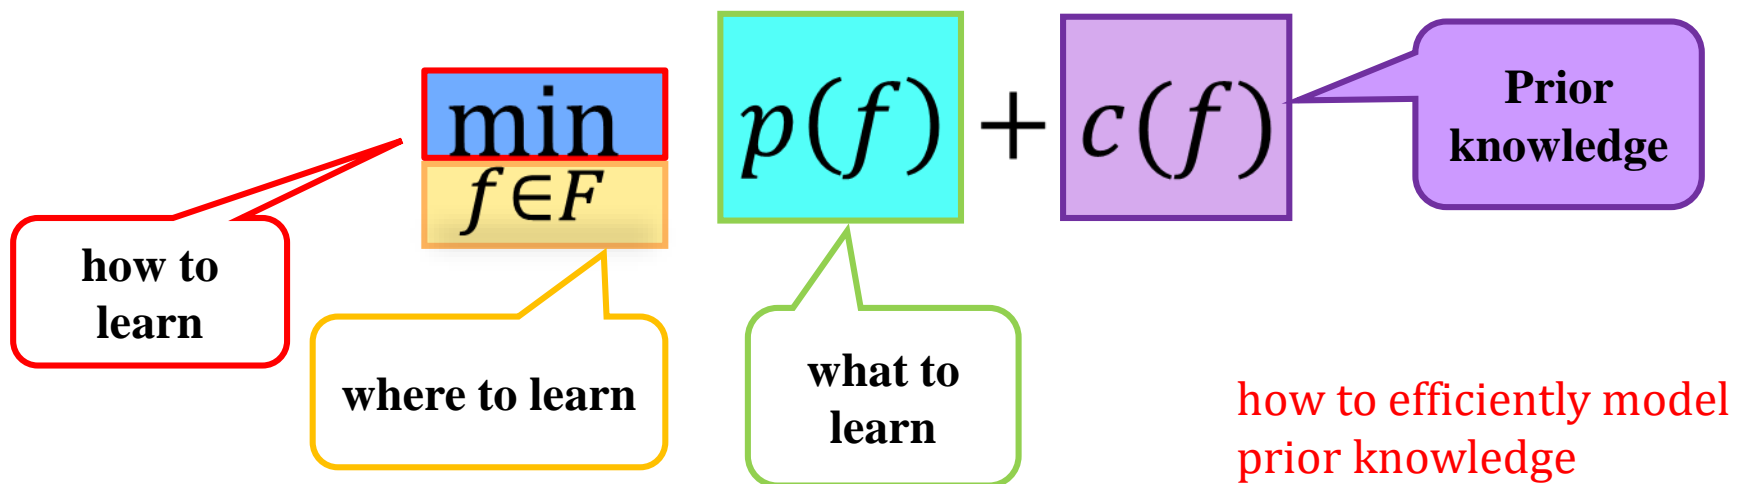 min
f∈F
p(f) + c(f)
Prior
knowledge
how to
learn
where to learn
what to
learn
how to efficiently model
prior knowledge